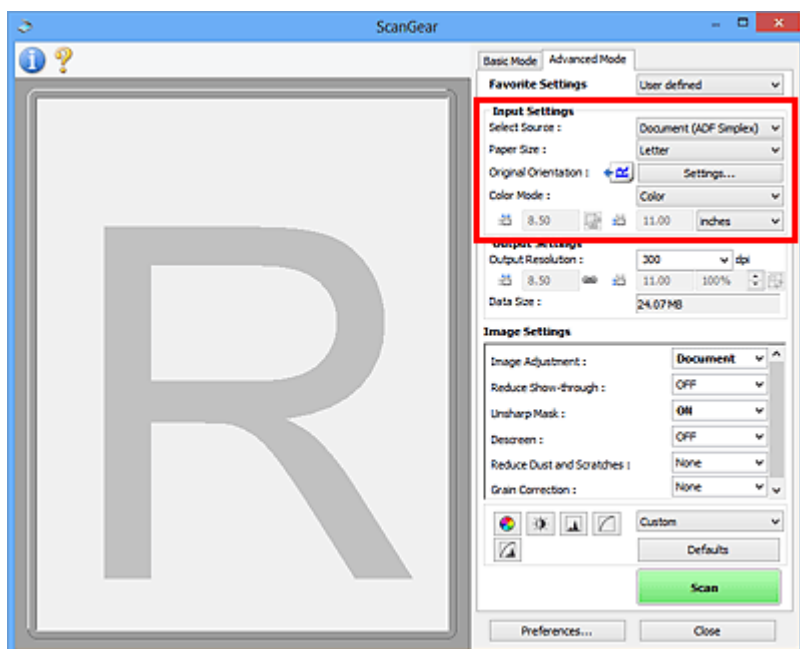 ScanGear
Basic Mode Advanced Mode
Favorite Settings User defined
Input Settings
Select Source : Document (ADF Simplex)
Paper Size : Letter
Original Orientation : Settings...
Color Mode : Color
8.50 11.00 inches
Output Settings
Output Resolution : 300 dpi
8.50 11.00 100%
Data Size : 24.07 MB
Image Settings
Image Adjustment : Document
Reduce Show-through : OFF
Unsharp Mask : ON
Descreen : OFF
Reduce Dust and Scratches : None
Grain Correction : None
Custom
Defaults
Scan
Preferences... Close
R